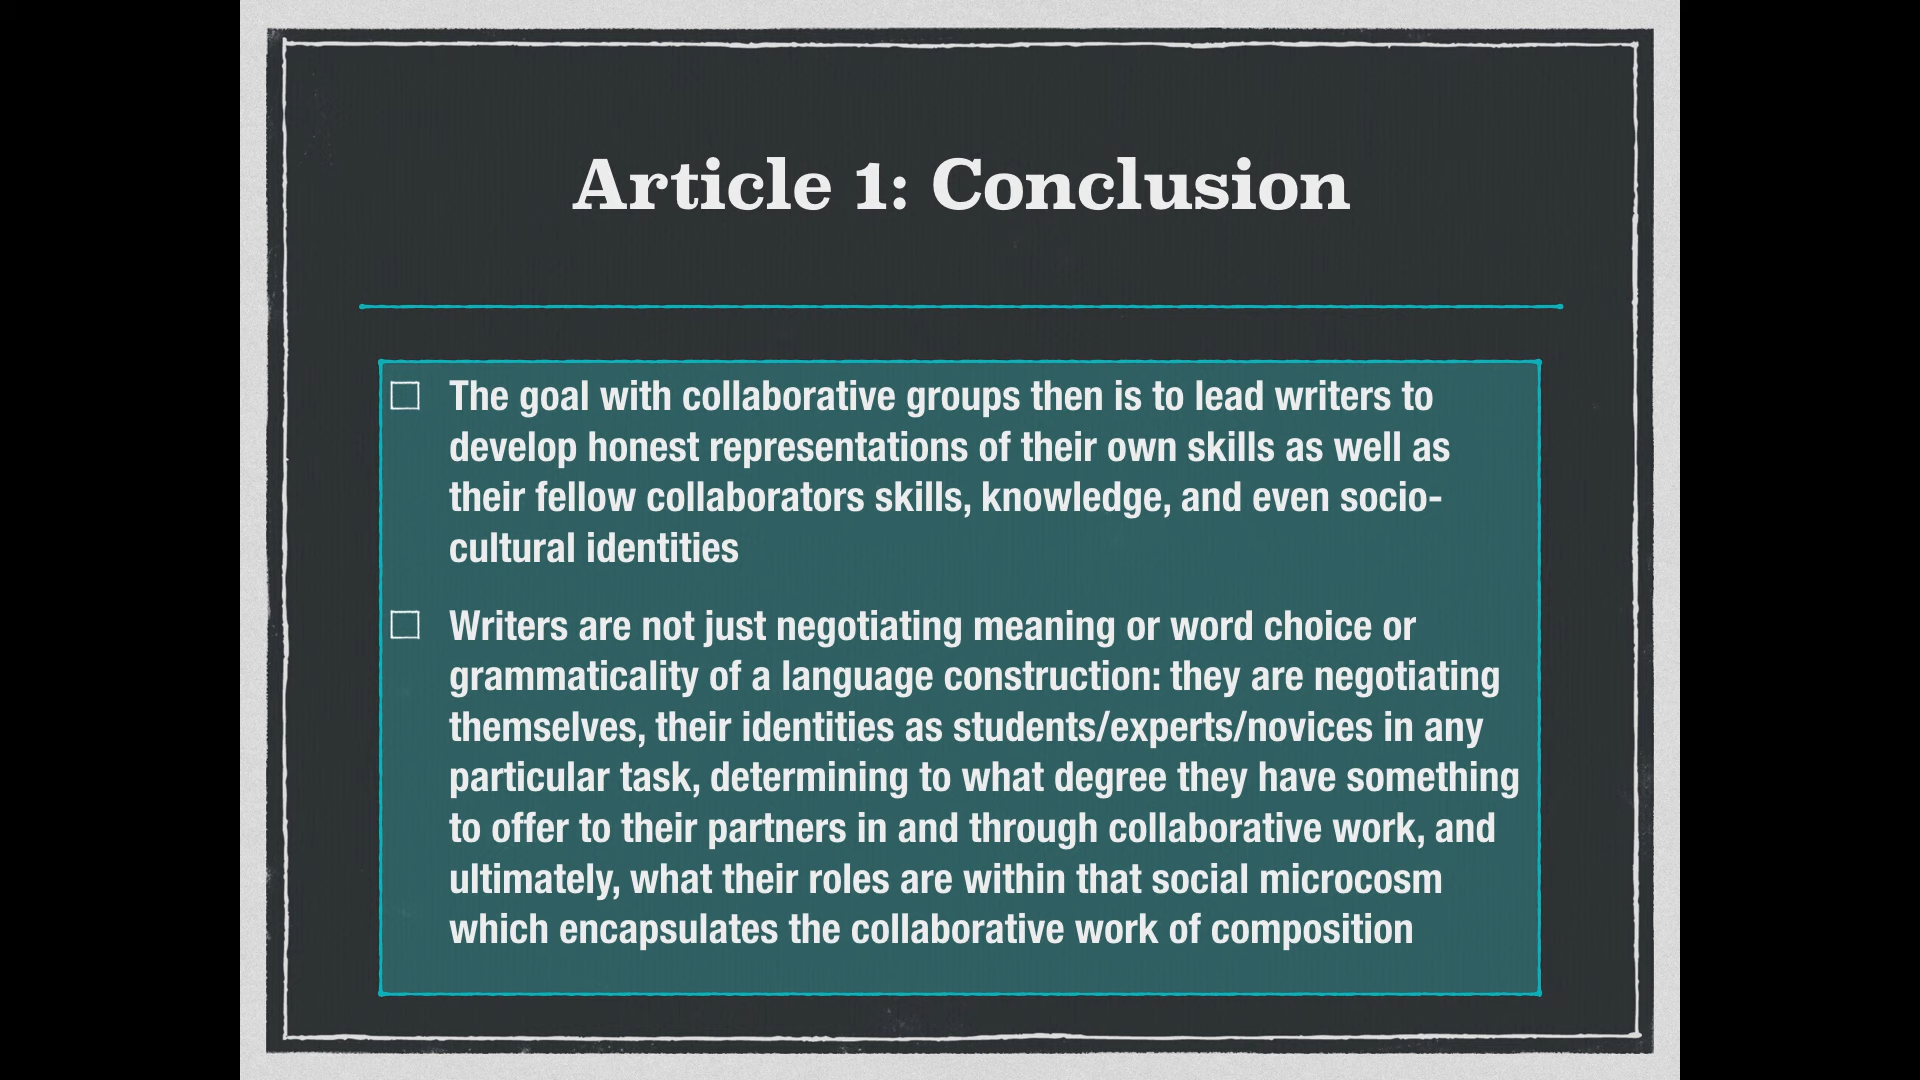 Article 1: Conclusion
The goal with collaborative groups then is to lead writers to
develop honest representations of their own skills as well as
their fellow collaborators skills, knowledge, and even socio-
cultural identities
Writers are not just negotiating meaning or word choice or
grammaticality of a language construction: they are negotiating
themselves, their identities as students/experts/novices in any
particular task, determining to what degree they have something
to offer to their partners in and through collaborative work, and
ultimately, what their roles are within that social microcosm
which encapsulates the collaborative work of composition